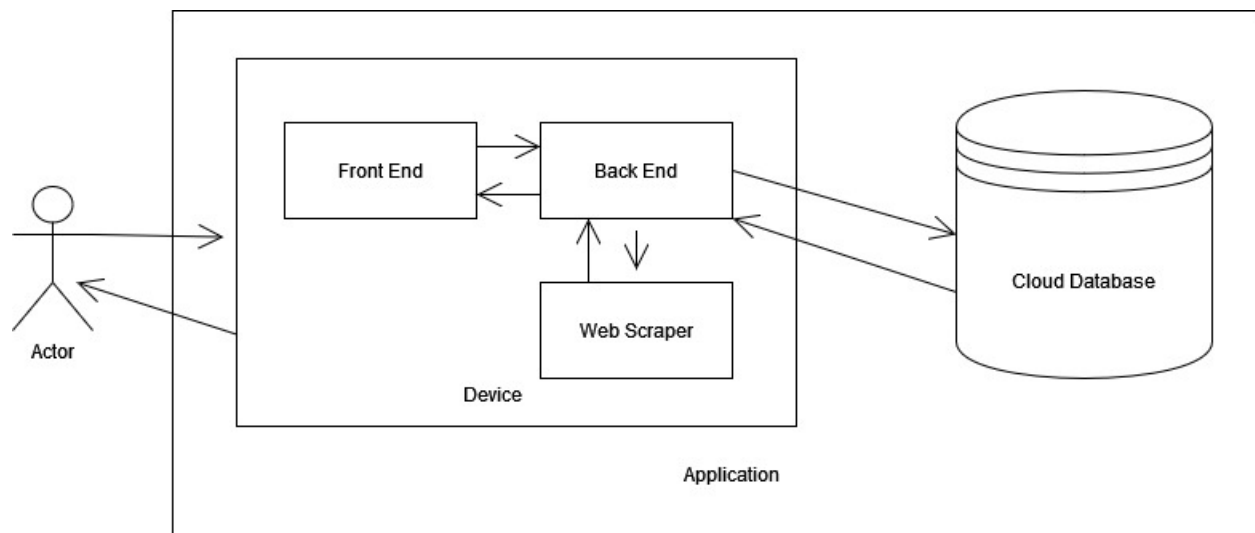 Front End
Back End
Cloud Database
Web Scraper
Actor
Device
Application